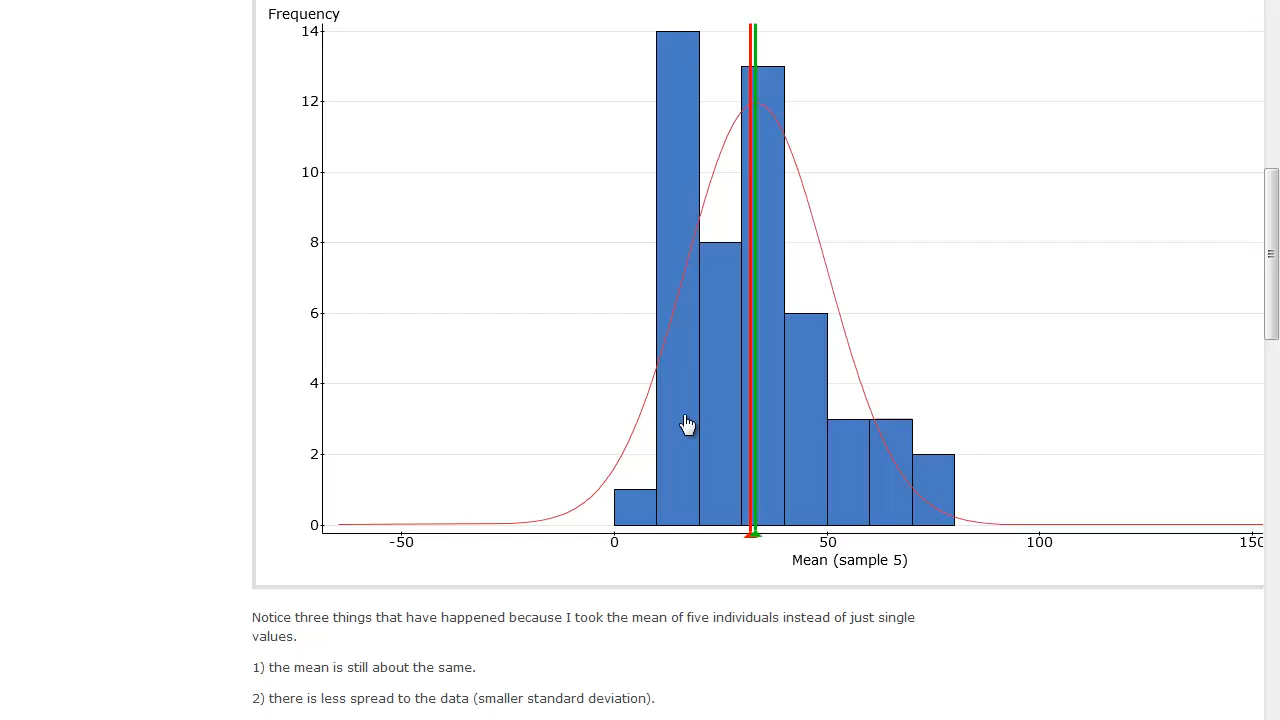 Frequency
14
12
10
8
6
4
2
0
-50 0 50 100 150
Mean (sample 5)
Notice three things that have happened because I took the mean of five individuals instead of just single
values.
1) the mean is still about the same.
2) there is less spread to the data (smaller standard deviation).